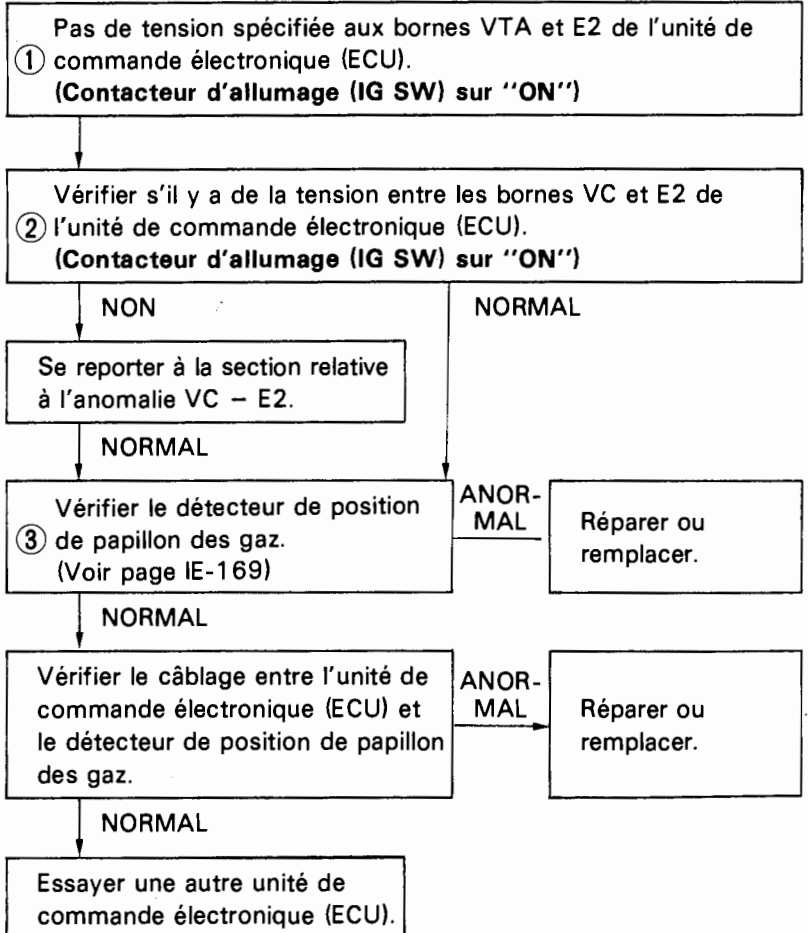 Pas de tension spécifiée aux bornes VTA et E2 de l'unité de
① commande électronique (ECU).
(Contacteur d'allumage (IG SW) sur "ON")
Vérifier s'il y a de la tension entre les bornes VC et E2 de
② l'unité de commande électronique (ECU).
(Contacteur d'allumage (IG SW) sur "ON")
NON
NORMAL
Se reporter à la section relative
à l'anomalie VC – E2.
NORMAL
Vérifier le détecteur de position
③ de papillon des gaz.
(Voir page IE-169)
ANOR-
MAL
Réparer ou
remplacer.
NORMAL
Vérifier le câblage entre l'unité de
commande électronique (ECU) et
le détecteur de position de papillon
des gaz.
ANOR-
MAL
Réparer ou
remplacer.
NORMAL
Essayer une autre unité de
commande électronique (ECU).